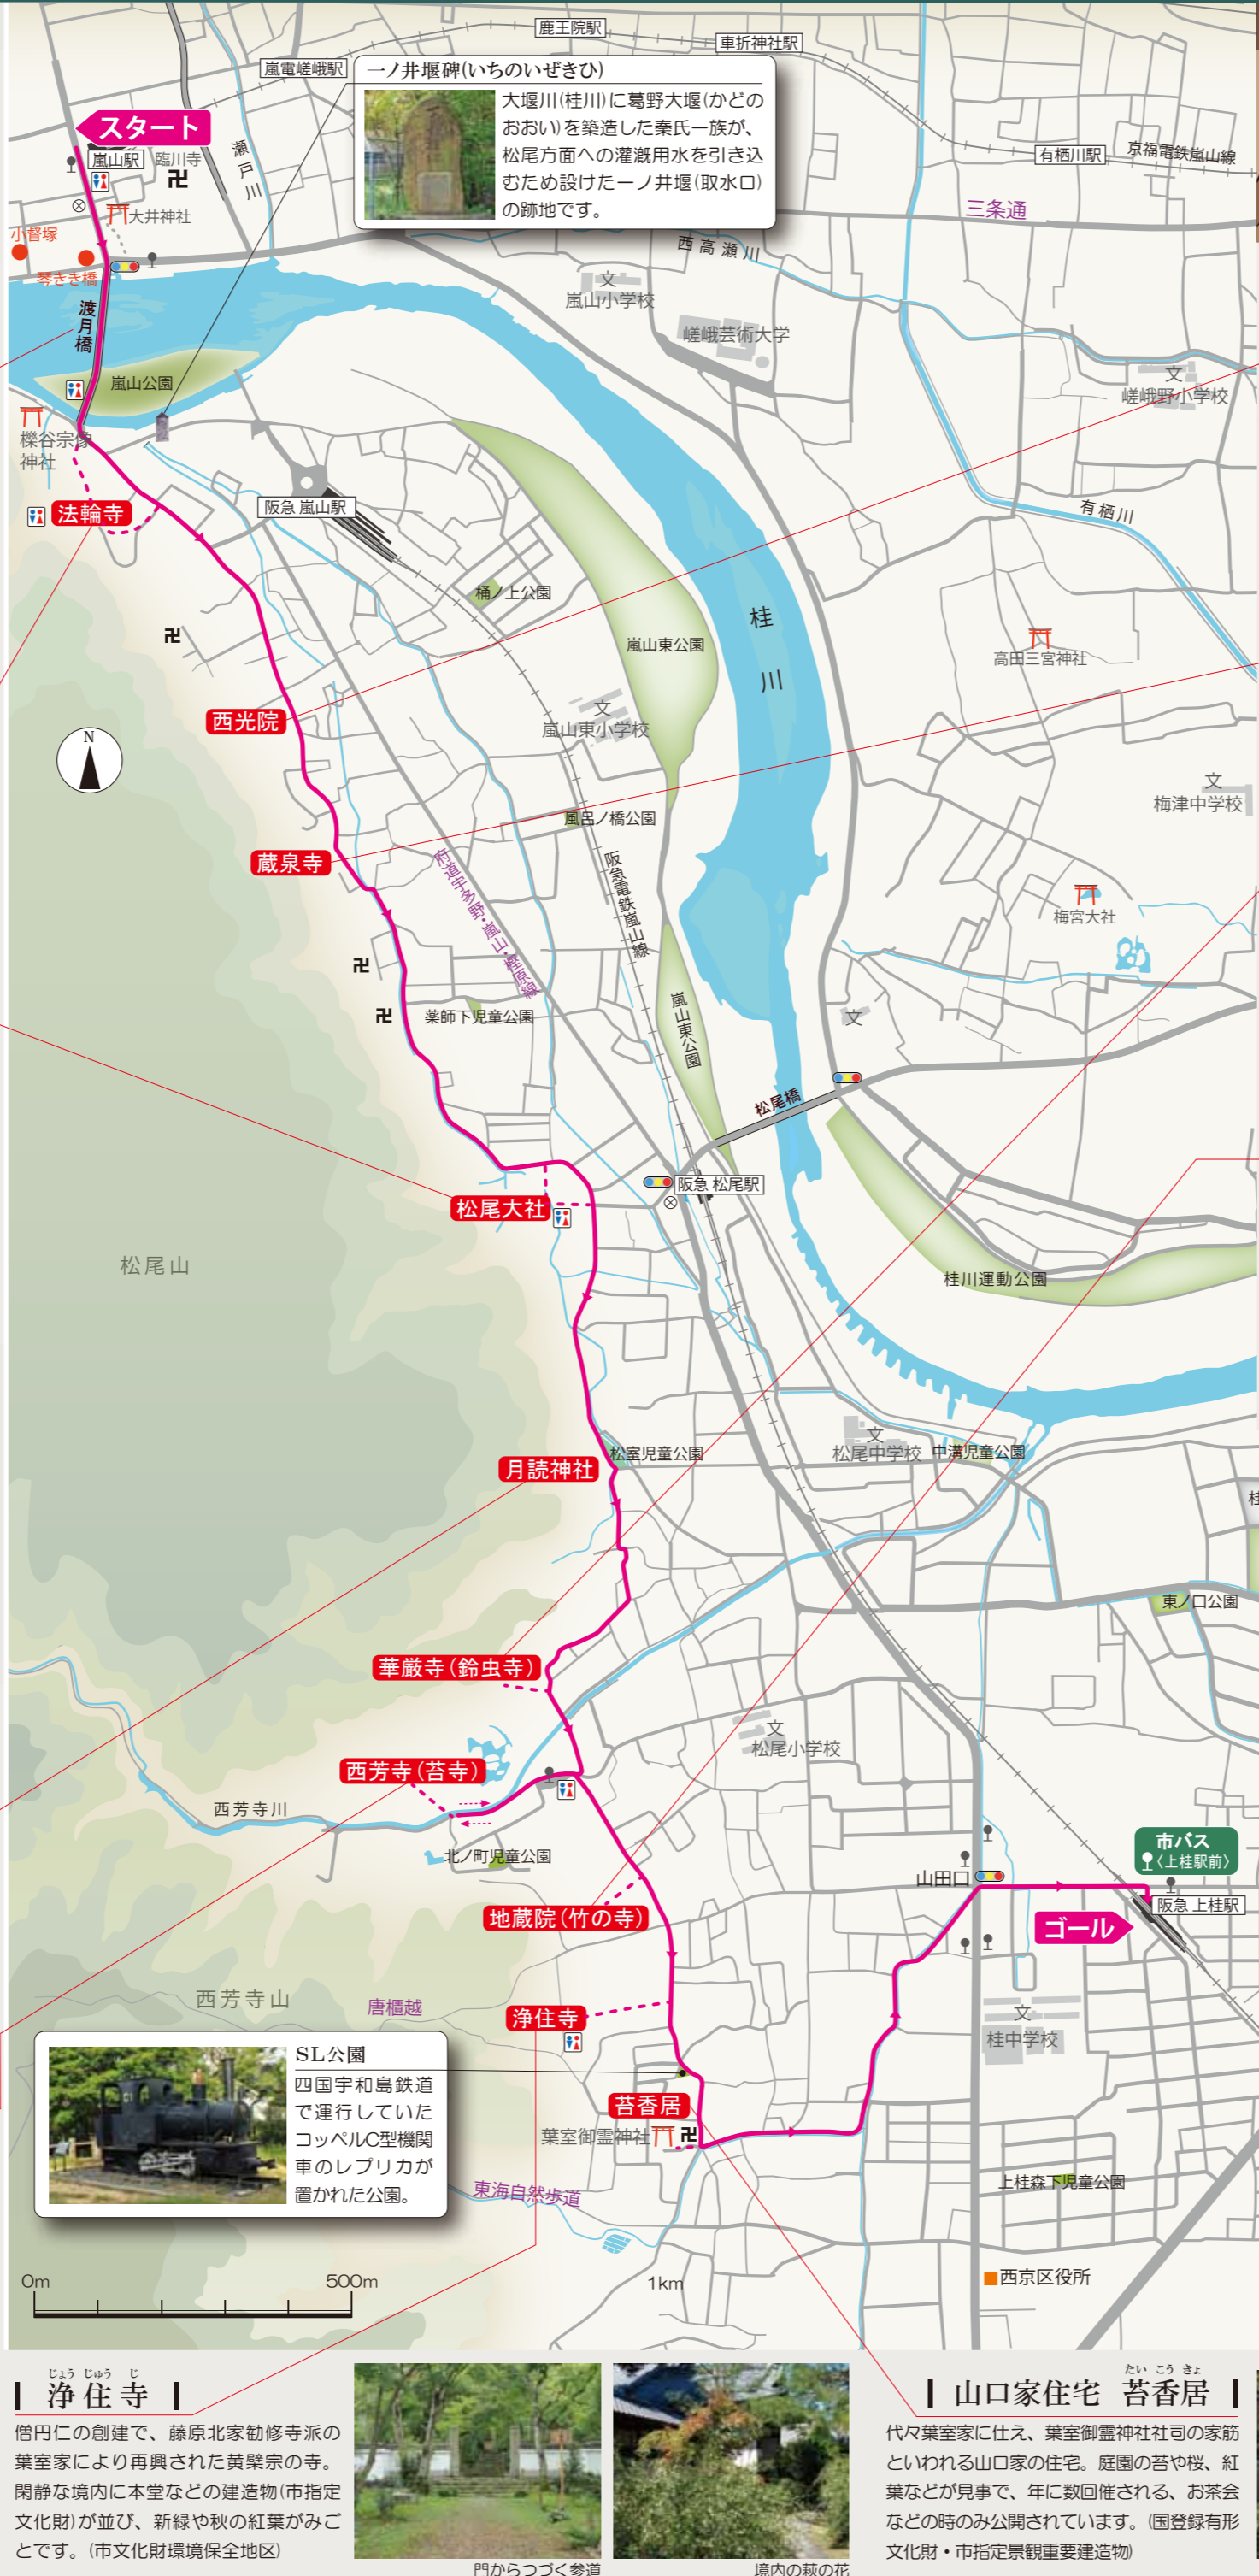 鹿王院駅
車折神社駅
嵐電嵯峨駅
一ノ井堰碑(いちのいぜきひ)
大堰川(桂川)に葛野大堰(かどの
おおい)を築造した秦氏一族が、
松尾方面への灌漑用水を引き込
むため設けた一ノ井堰(取水口)
の跡地です。
スタート
嵐山駅
臨川寺
瀬戸川
有栖川駅
京福電鉄嵐山線
三条通
大井神社
小督塚
琴きき橋
渡月橋
西高瀬川
文
嵐山小学校
嵯峨芸術大学
嵐山公園
文
嵯峨野小学校
櫟谷宗像
神社
法輪寺
阪急 嵐山駅
有栖川
桶ノ上公園
嵐山東公園
桂川
高田三宮神社
西光院
文
嵐山東小学校
N
文
梅津中学校
風呂ノ橋公園
蔵泉寺
府道宇多野・嵐山・樫原線
阪急電鉄嵐山線
梅宮大社
薬師下児童公園
嵐山東公園
文
松尾橋
阪急 松尾駅
松尾大社
松尾山
桂川運動公園
松室児童公園
文
松尾中学校
中溝児童公園
月読神社
桂
東ノ口公園
華厳寺(鈴虫寺)
文
松尾小学校
西芳寺(苔寺)
西芳寺川
北ノ町児童公園
市バス
〈上桂駅前〉
山田口
阪急 上桂駅
地蔵院(竹の寺)
ゴール
西芳寺山
唐櫃越
浄住寺
文
桂中学校
SL公園
四国宇和島鉄道
で運行していた
コッペルC型機関
車のレプリカが
置かれた公園。
苔香居
葉室御霊神社
東海自然歩道
上桂森下児童公園
西京区役所
0m
500m
1km
じょう じゅう じ
浄住寺
僧円仁の創建で、藤原北家勧修寺派の
葉室家により再興された黄檗宗の寺。
閑静な境内に本堂などの建造物(市指定
文化財)が並び、新緑や秋の紅葉がみご
とです。(市文化財環境保全地区)
門からつづく参道
境内の萩の花
たい こう きょ
山口家住宅 苔香居
代々葉室家に仕え、葉室御霊神社社司の家筋
といわれる山口家の住宅。庭園の苔や桜、紅
葉などが見事で、年に数回催される、お茶会
などの時のみ公開されています。(国登録有形
文化財・市指定景観重要建造物)